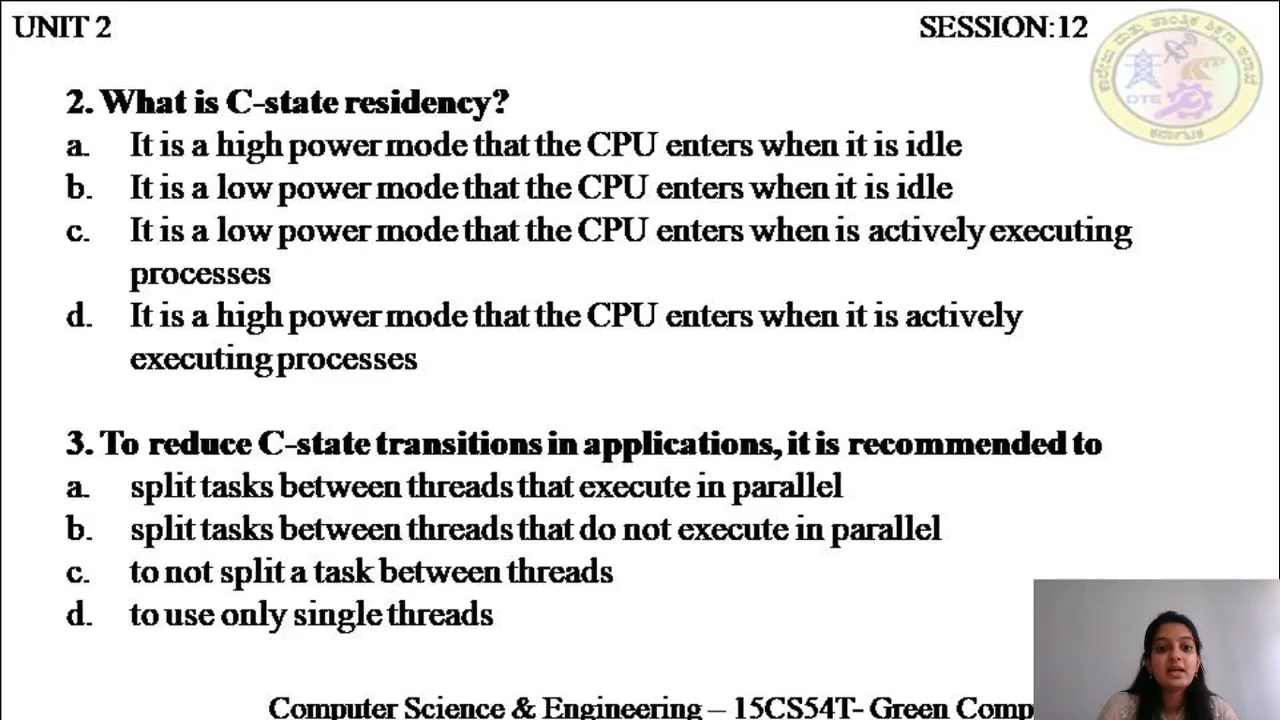 UNIT 2
SESSION:12
DTE
2. What is C-state residency?
a. It is a high power mode that the CPU enters when it is idle
b. It is a low power mode that the CPU enters when it is idle
c. It is a low power mode that the CPU enters when is actively executing
processes
d. It is a high power mode that the CPU enters when it is actively
executing processes
3. To reduce C-state transitions in applications, it is recommended to
a. split tasks between threads that execute in parallel
b. split tasks between threads that do not execute in parallel
c. to not split a task between threads
d. to use only single threads
Computer Science & Engineering – 15CS54T- Green Comp